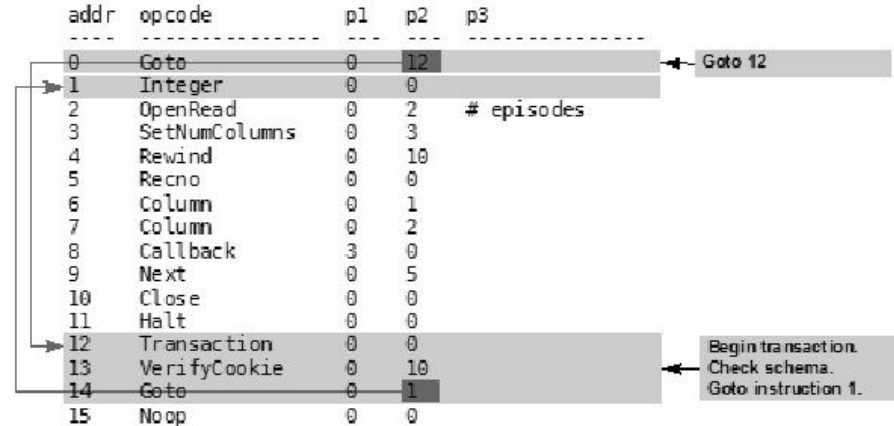 addr opcode p1 p2 p3
---- --------------- --- --- ---------------
0 Goto 0 12
Goto 12
1 Integer 0 0
2 OpenRead 0 2 # episodes
3 SetNumColumns 0 3
4 Rewind 0 10
5 Recno 0 0
6 Column 0 1
7 Column 0 2
8 Callback 3 0
9 Next 0 5
10 Close 0 0
11 Halt 0 0
12 Transaction 0 0
13 VerifyCookie 0 10
14 Goto 0 1
15 Noop 0 0
Begin transaction.
Check schema.
Goto instruction 1.